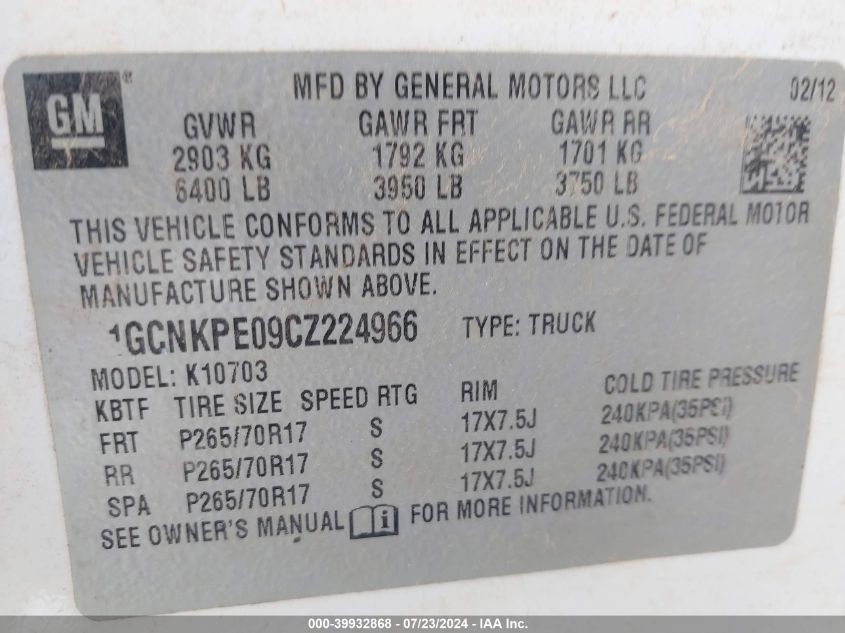 GM®
MFD BY GENERAL MOTORS LLC 02/12
GVWR GAWR FRT GAWR RR
2903 KG 1792 KG 1701 KG
6400 LB 3950 LB 3750 LB
THIS VEHICLE CONFORMS TO ALL APPLICABLE U.S. FEDERAL MOTOR
VEHICLE SAFETY STANDARDS IN EFFECT ON THE DATE OF
MANUFACTURE SHOWN ABOVE.
1GCNKPE09CZ224966 TYPE: TRUCK
MODEL: K10703
KBTF TIRE SIZE SPEED RTG RIM COLD TIRE PRESSURE
FRT P265/70R17 S 17X7.5J 240KPA(35PSI)
RR P265/70R17 S 17X7.5J 240KPA(35PSI)
SPA P265/70R17 S 17X7.5J 240KPA(35PSI)
SEE OWNER'S MANUAL i FOR MORE INFORMATION.
000-39932868 / 07/23/2024 - IAA Inc.